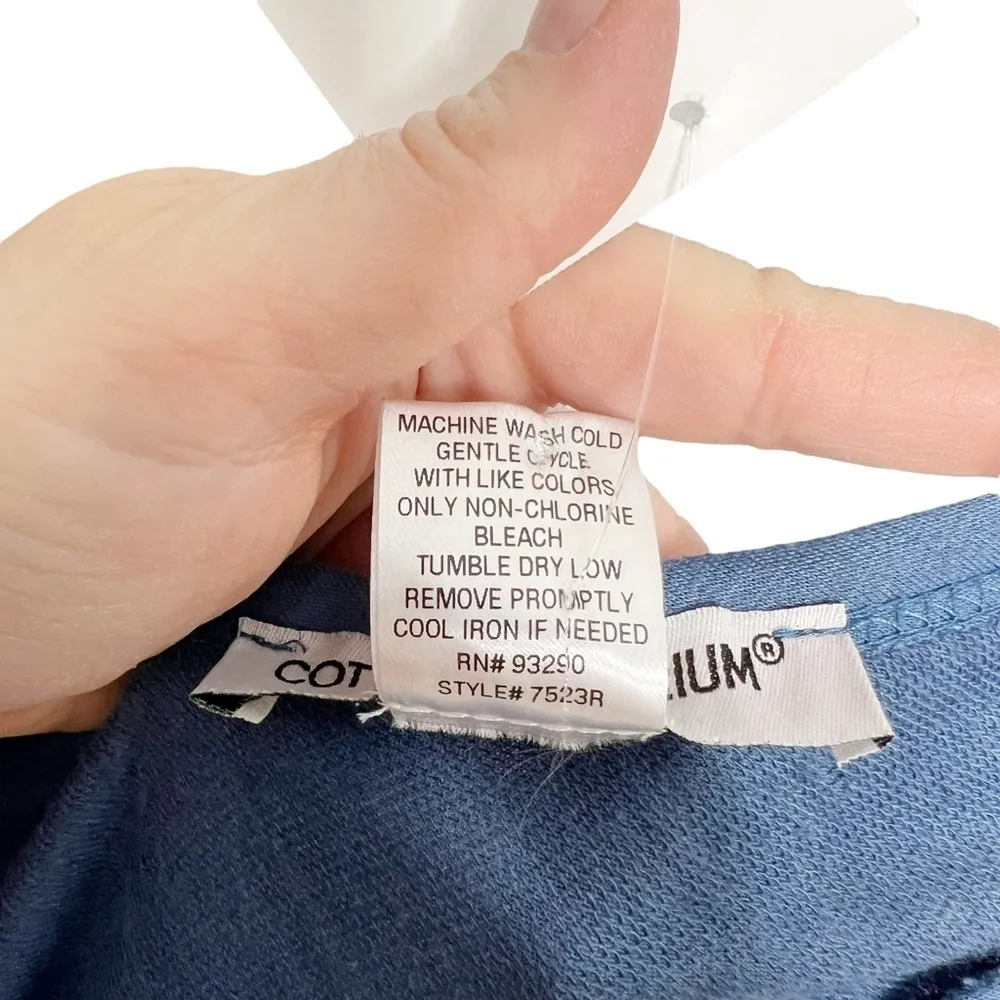 MACHINE WASH COLD
GENTLE CYCLE
WITH LIKE COLORS
ONLY NON-CHLORINE
BLEACH
TUMBLE DRY LOW
REMOVE PROMPTLY
COOL IRON IF NEEDED
RN# 93290
STYLE# 7523R
COT IUM®